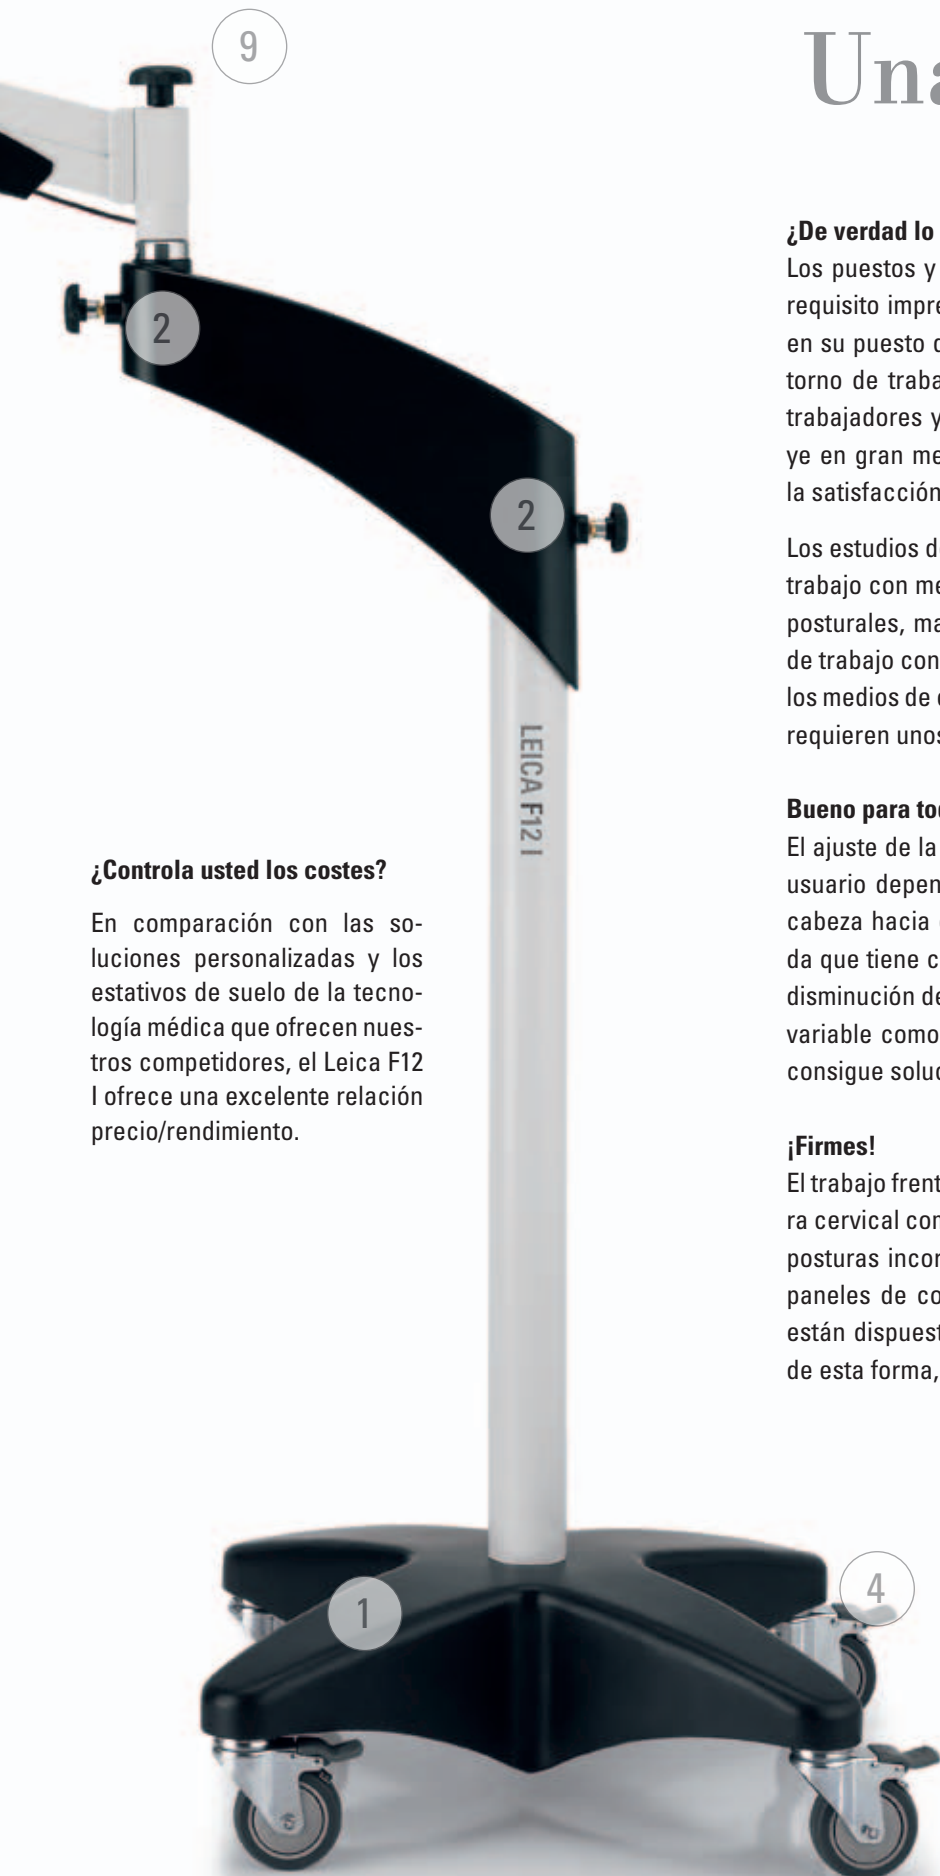 9
Una
2
2
LEICA F12 I
¿Controla usted los costes?
En comparación con las so-
luciones personalizadas y los
estativos de suelo de la tecno-
logía médica que ofrecen nues-
tros competidores, el Leica F12
I ofrece una excelente relación
precio/rendimiento.
1
4
¿De verdad lo
Los puestos y
requisito impre
en su puesto
torno de traba
trabajadores y
ye en gran me
la satisfacción
Los estudios d
trabajo con me
posturales, ma
de trabajo con
los medios de
requieren unos
Bueno para to
El ajuste de la
usuario depen
cabeza hacia
da que tiene c
disminución de
variable como
consigue soluc
¡Firmes!
El trabajo frent
ra cervical con
posturas incor
paneles de co
están dispuest
de esta forma,